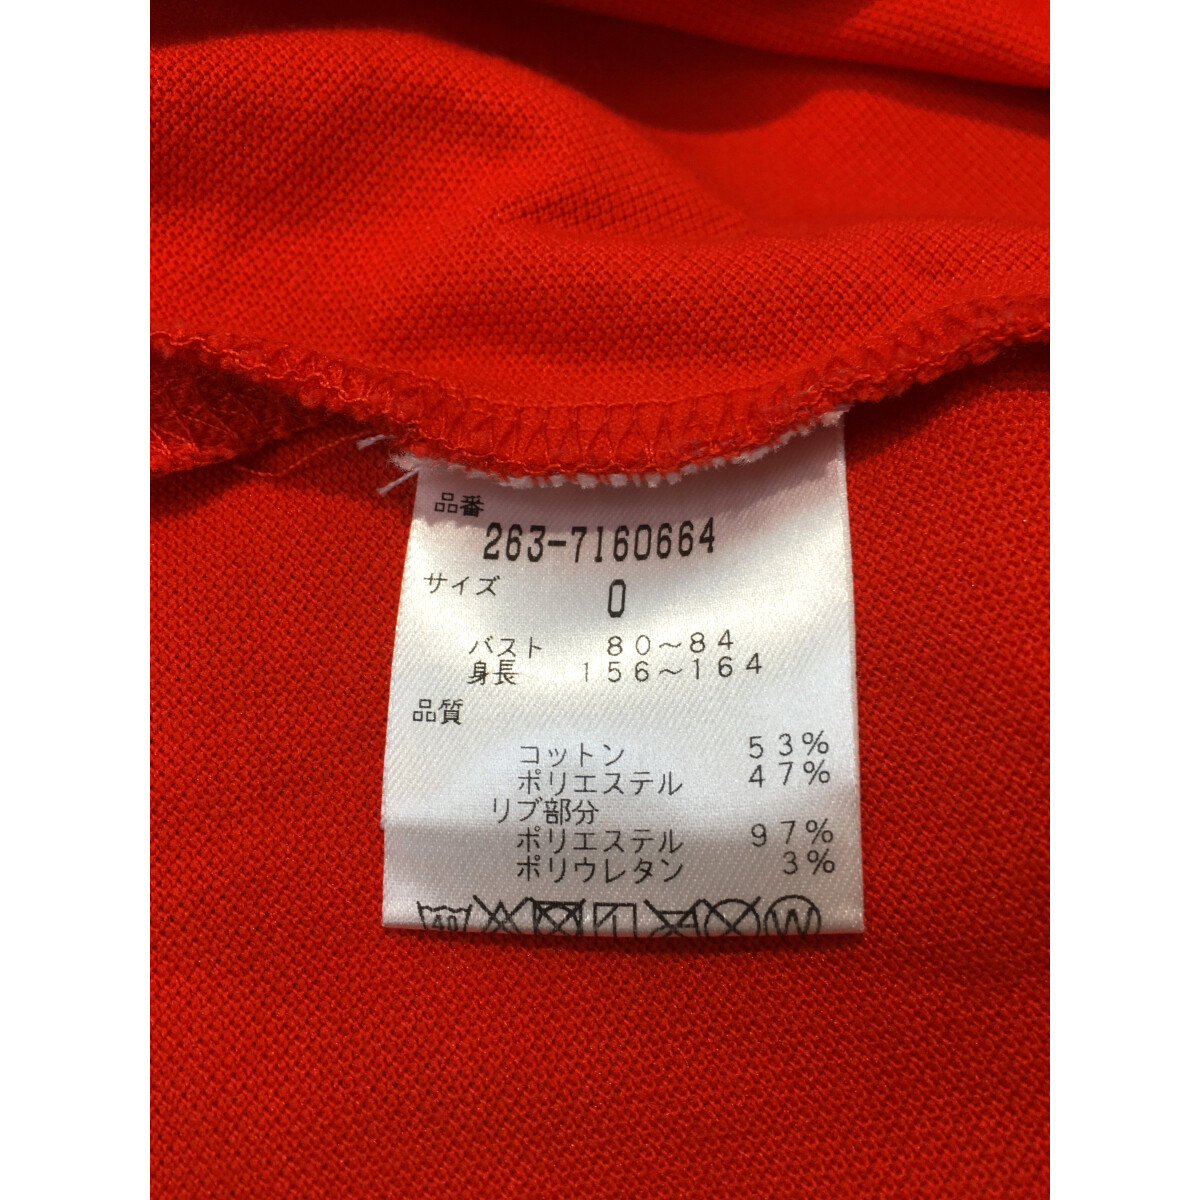 品番
263-7160664
サイズ
0
バスト 80～84
身長 156～164
品質
コットン 53%
ポリエステル 47%
リブ部分
ポリエステル 97%
ポリウレタン 3%
40
W